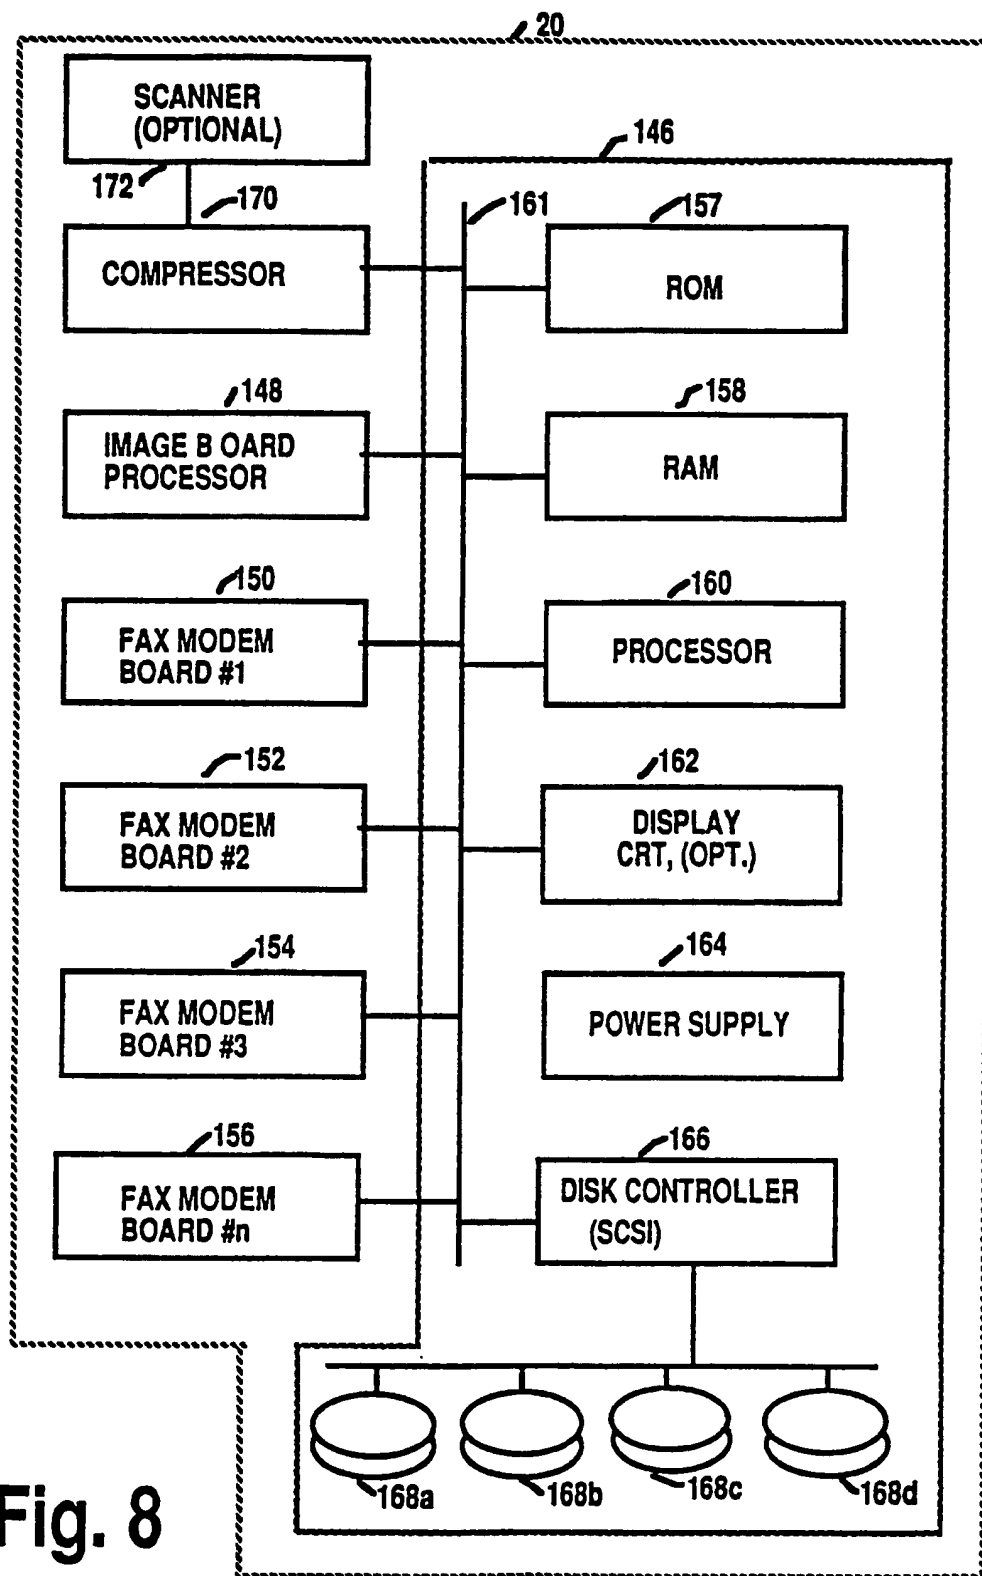 20
SCANNER
(OPTIONAL)
146
172
170
161
157
COMPRESSOR
ROM
148
158
IMAGE B OARD
PROCESSOR
RAM
150
160
FAX MODEM
BOARD #1
PROCESSOR
152
162
FAX MODEM
BOARD #2
DISPLAY
CRT, (OPT.)
154
164
FAX MODEM
BOARD #3
POWER SUPPLY
156
166
FAX MODEM
BOARD #n
DISK CONTROLLER
(SCSI)
168a
168b
168c
168d
Fig. 8